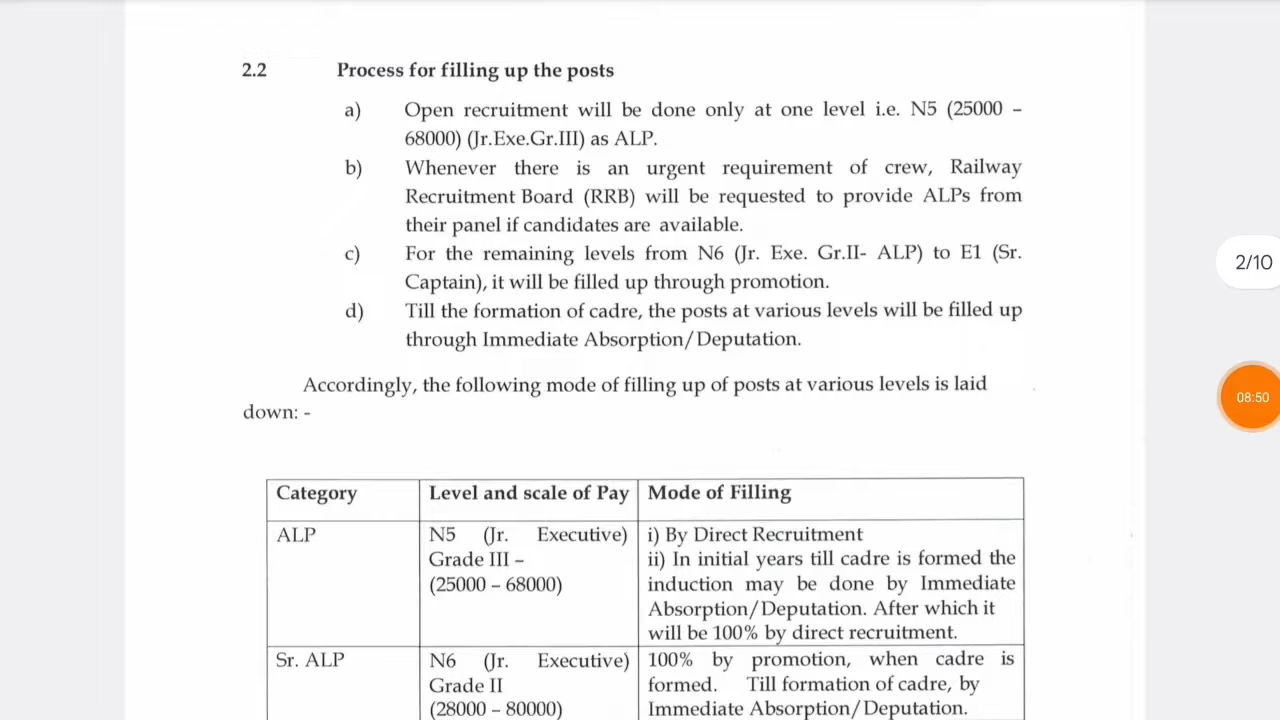 2.2 Process for filling up the posts
a) Open recruitment will be done only at one level i.e. N5 (25000 –
68000) (Jr.Exe.Gr.III) as ALP.
b) Whenever there is an urgent requirement of crew, Railway
Recruitment Board (RRB) will be requested to provide ALPs from
their panel if candidates are available.
c) For the remaining levels from N6 (Jr. Exe. Gr.II- ALP) to E1 (Sr.
Captain), it will be filled up through promotion.
d) Till the formation of cadre, the posts at various levels will be filled up
through Immediate Absorption/Deputation.
2/10
08:50
Accordingly, the following mode of filling up of posts at various levels is laid
down: -
Category Level and scale of Pay Mode of Filling
ALP N5 (Jr. Executive) i) By Direct Recruitment
Grade III – ii) In initial years till cadre is formed the
(25000 – 68000) induction may be done by Immediate
Absorption/Deputation. After which it
will be 100% by direct recruitment.
Sr. ALP N6 (Jr. Executive) 100% by promotion, when cadre is
Grade II formed. Till formation of cadre, by
(28000 – 80000) Immediate Absorption/Deputation.